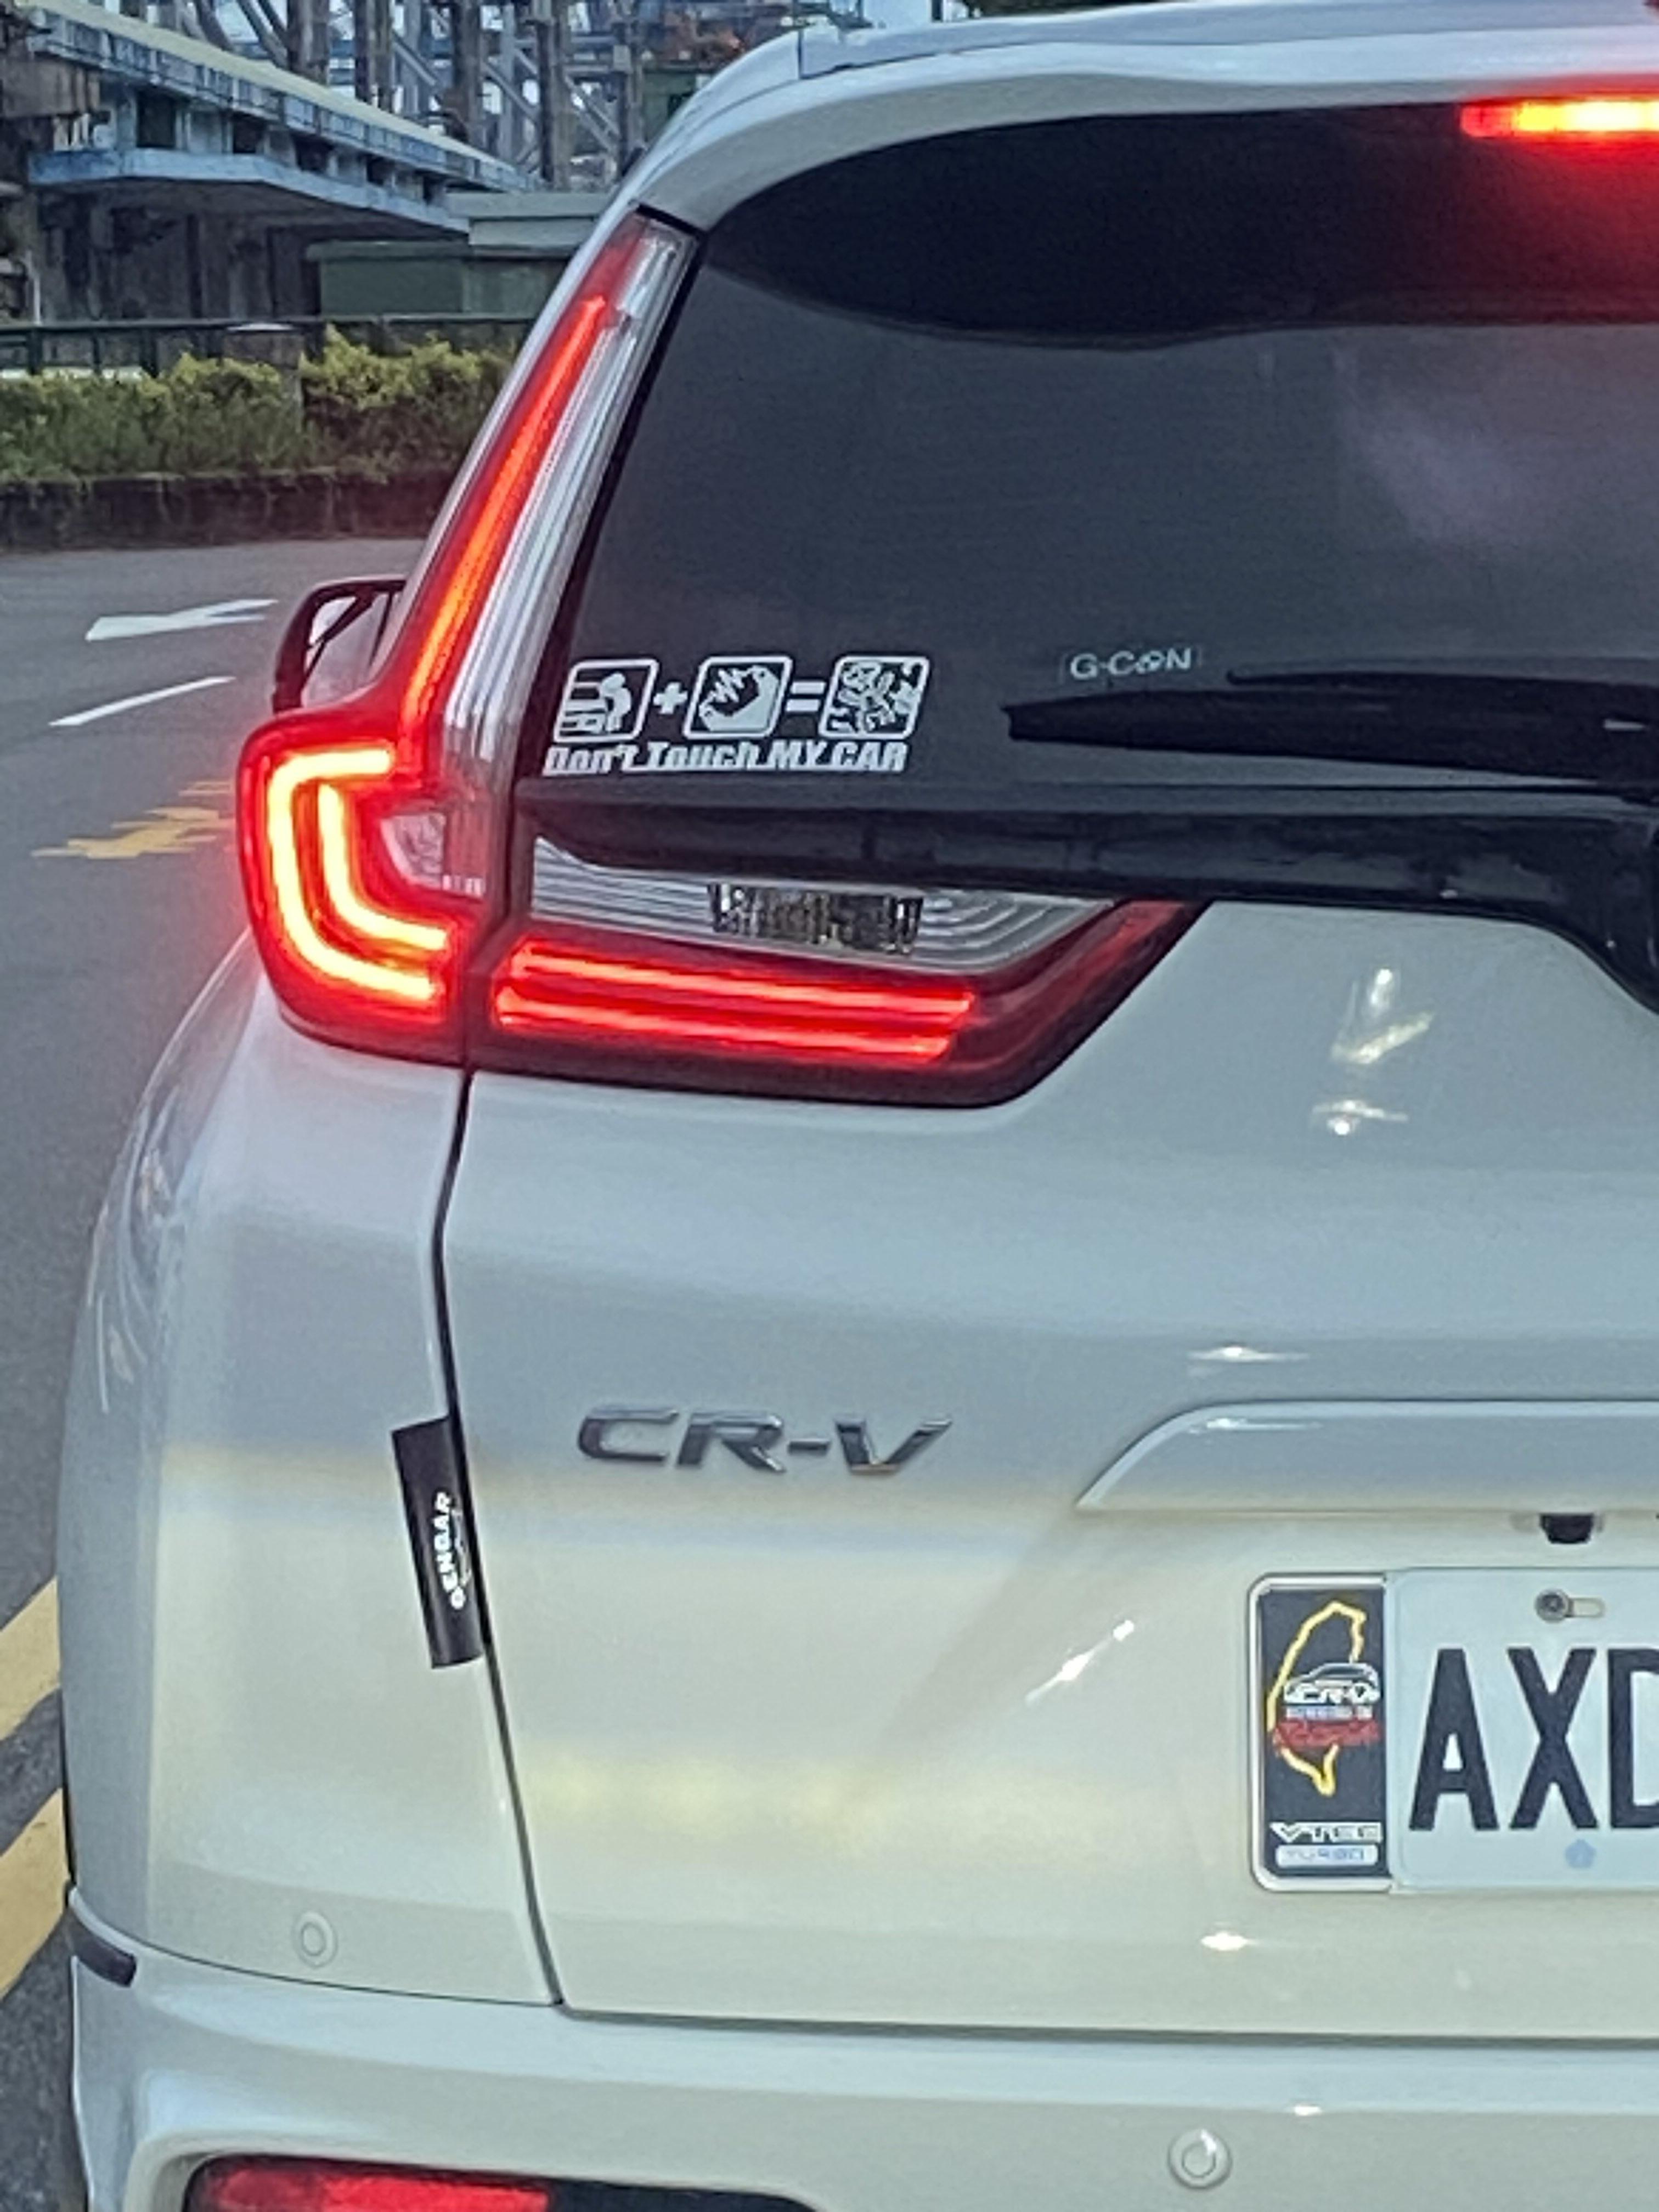 G-CON
+ =
Don't Touch MY CAR
CR-V
GENGAR
AXD
CR-V
VTEC
TURBO